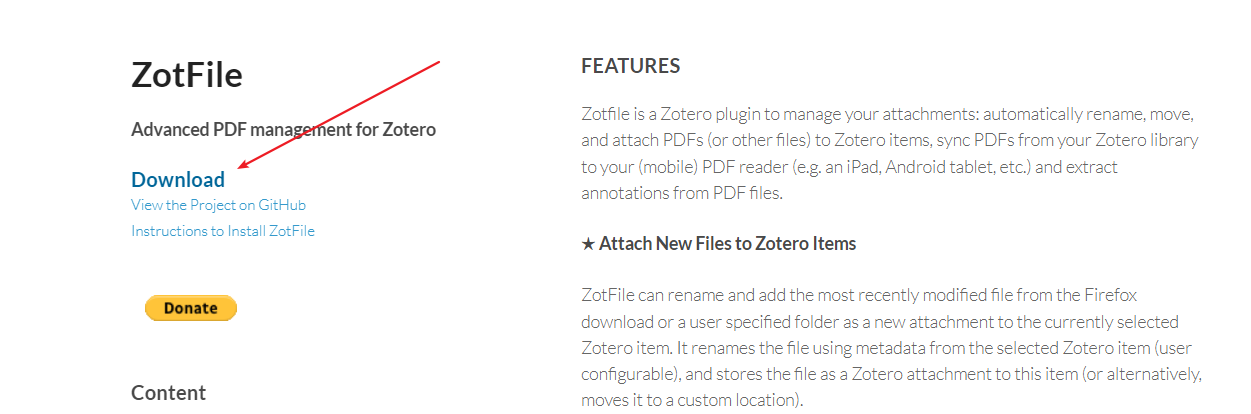 ZotFile
Advanced PDF management for Zotero
Download
View the Project on GitHub
Instructions to Install ZotFile
Donate
Content
FEATURES
Zotfile is a Zotero plugin to manage your attachments: automatically rename, move,
and attach PDFs (or other files) to Zotero items, sync PDFs from your Zotero library
to your (mobile) PDF reader (e.g. an iPad, Android tablet, etc.) and extract
annotations from PDF files.
★ Attach New Files to Zotero Items
ZotFile can rename and add the most recently modified file from the Firefox
download or a user specified folder as a new attachment to the currently selected
Zotero item. It renames the file using metadata from the selected Zotero item (user
configurable), and stores the file as a Zotero attachment to this item (or alternatively,
moves it to a custom location).